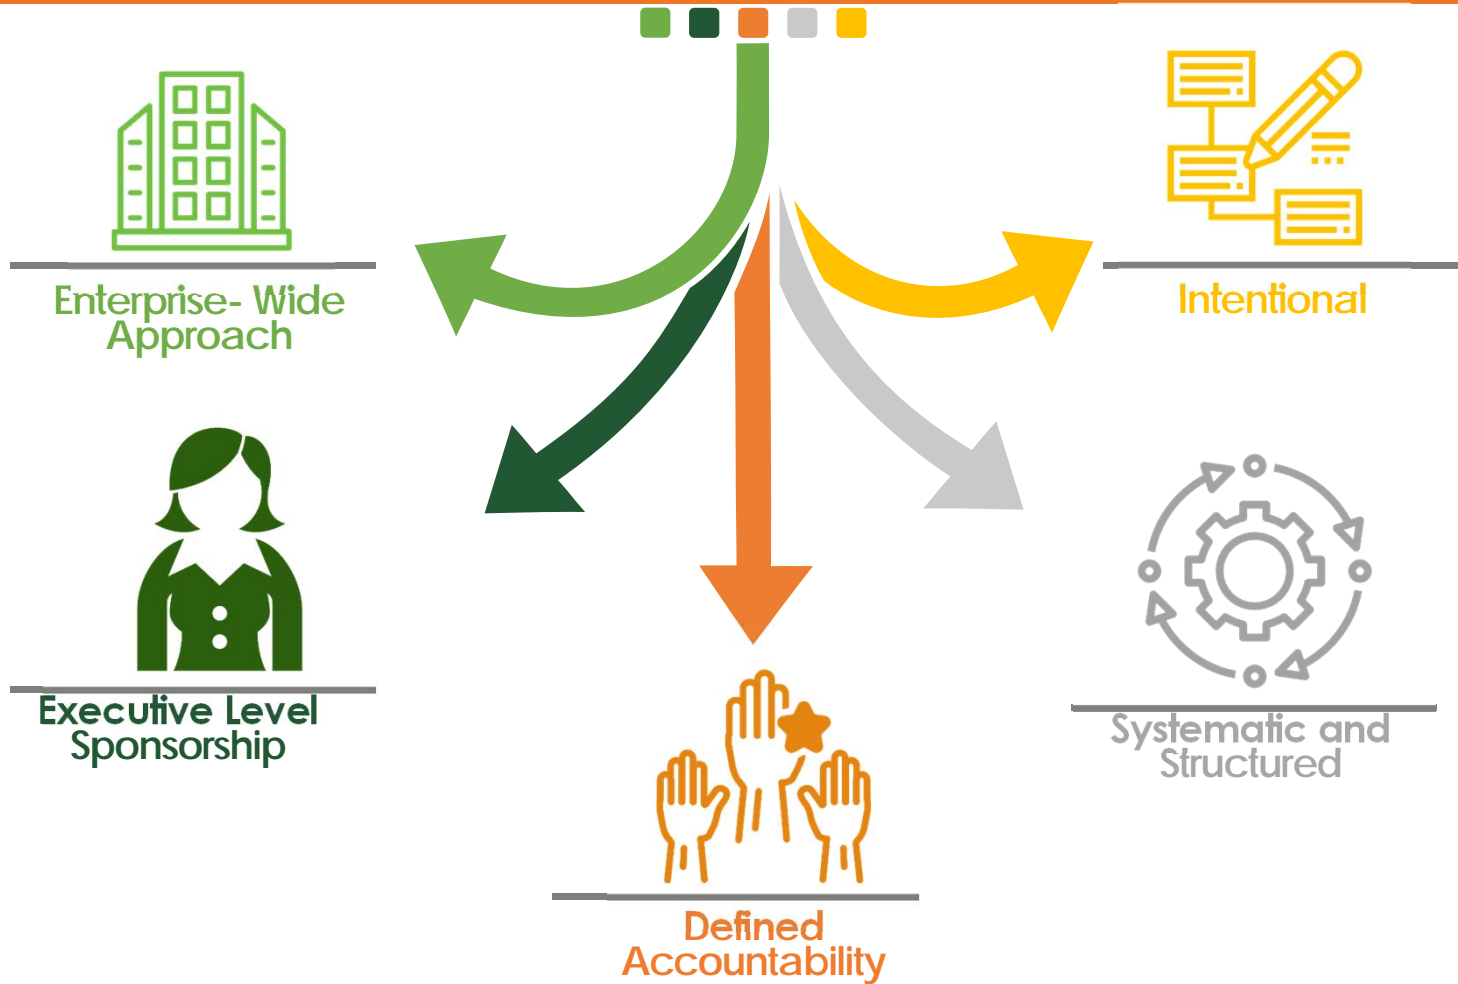 Enterprise- Wide
Approach
Intentional
Executive Level
Sponsorship
Systematic and
Structured
Defined
Accountability